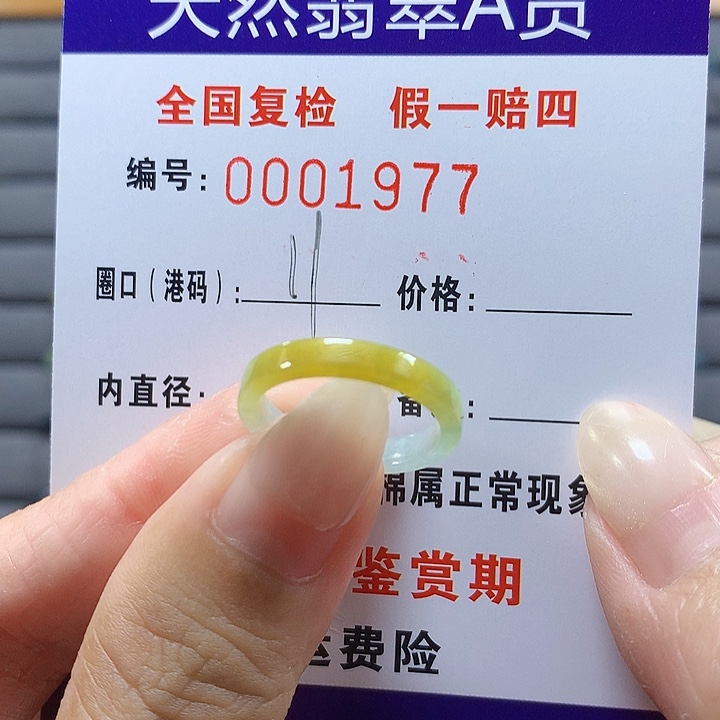 天然翡翠A货
全国复检 假一赔四
编号: 0001977
圈口(港码): 11 价格:
内直径: 备
棉属正常现象
鉴赏期
运费险